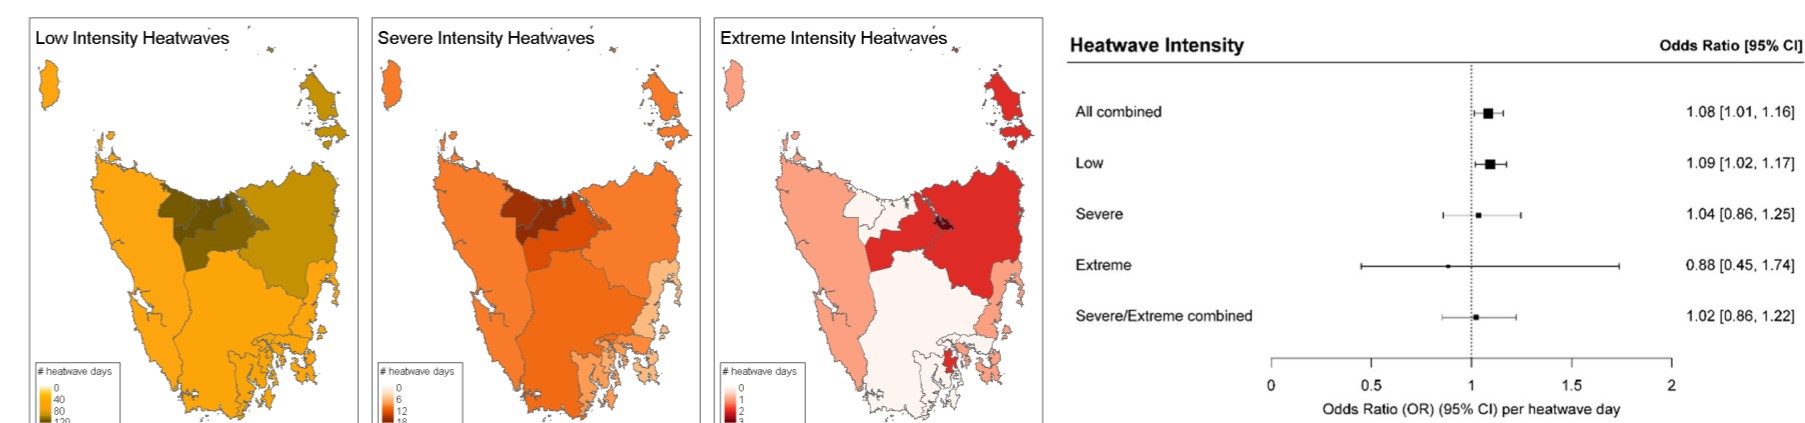 Low Intensity Heatwaves
# heatwave days
0
40
80
120
Severe Intensity Heatwaves
# heatwave days
0
6
12
18
Extreme Intensity Heatwaves
# heatwave days
0
1
2
3
Heatwave Intensity Odds Ratio [95% CI]
All combined 1.08 [1.01, 1.16]
Low 1.09 [1.02, 1.17]
Severe 1.04 [0.86, 1.25]
Extreme 0.88 [0.45, 1.74]
Severe/Extreme combined 1.02 [0.86, 1.22]
0 0.5 1 1.5 2
Odds Ratio (OR) (95% CI) per heatwave day